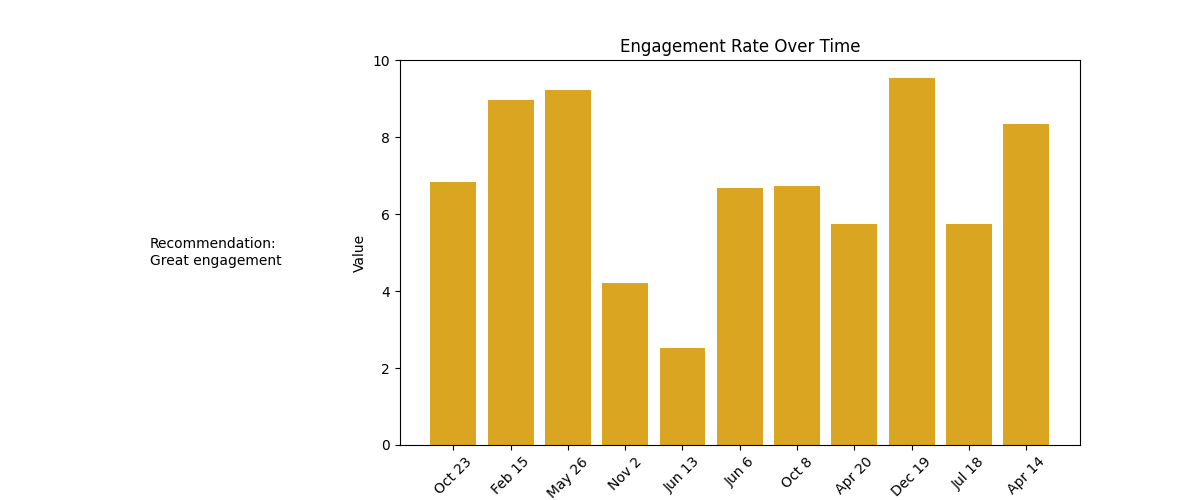 Engagement Rate Over Time
10
8
6
4
2
0
Value
Recommendation:
Great engagement
Oct 23
Feb 15
May 26
Nov 2
Jun 13
Jun 6
Oct 8
Apr 20
Dec 19
Jul 18
Apr 14